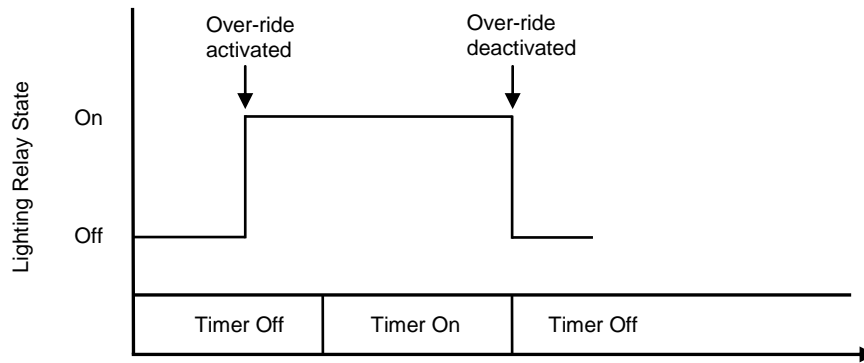 Over-ride
activated
Over-ride
deactivated
Lighting Relay State
On
Off
Timer Off
Timer On
Timer Off